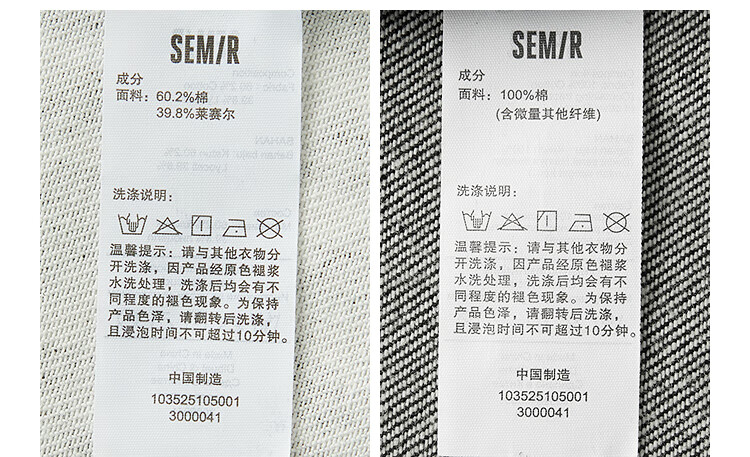 SEM/R
成分
面料: 60.2%棉
39.8%莱赛尔
洗涤说明:
温馨提示: 请与其他衣物分
开洗涤, 因产品经原色褪浆
水洗处理, 洗涤后均会有不
同程度的褪色现象。为保持
产品色泽, 请翻转后洗涤,
且浸泡时间不可超过10分钟。
中国制造
103525105001
3000041
SEM/R
成分
面料: 100%棉
(含微量其他纤维)
洗涤说明:
温馨提示: 请与其他衣物分
开洗涤, 因产品经原色褪浆
水洗处理, 洗涤后均会有不
同程度的褪色现象。为保持
产品色泽, 请翻转后洗涤,
且浸泡时间不可超过10分钟。
中国制造
103525105001
3000041